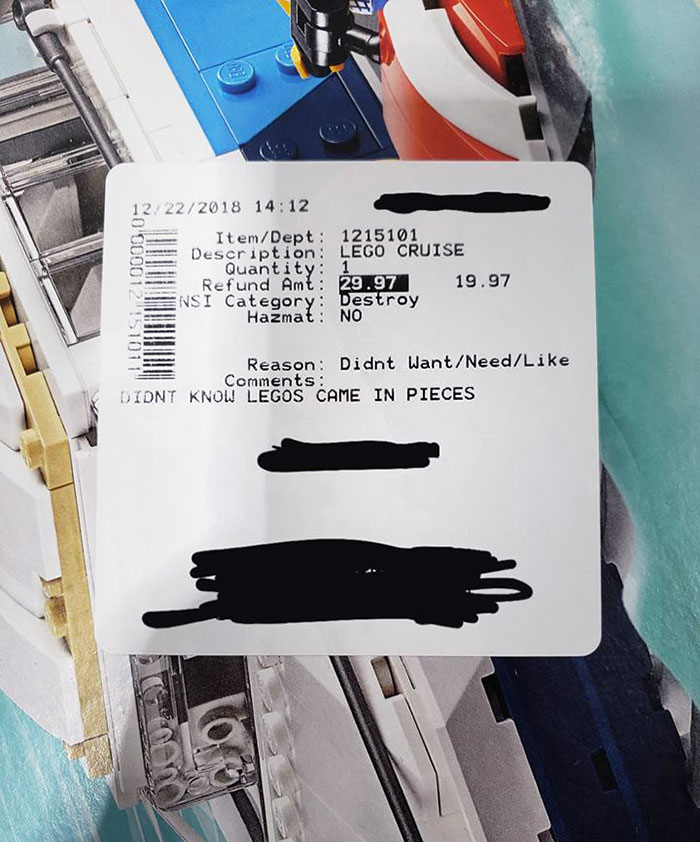 12/22/2018 14:12
Item/Dept: 1215101
Description: LEGO CRUISE
Quantity: 1
Refund Amt: 29.97 19.97
NSI Category: Destroy
Hazmat: NO
Reason: Didnt Want/Need/Like
Comments:
DIDNT KNOW LEGOS CAME IN PIECES